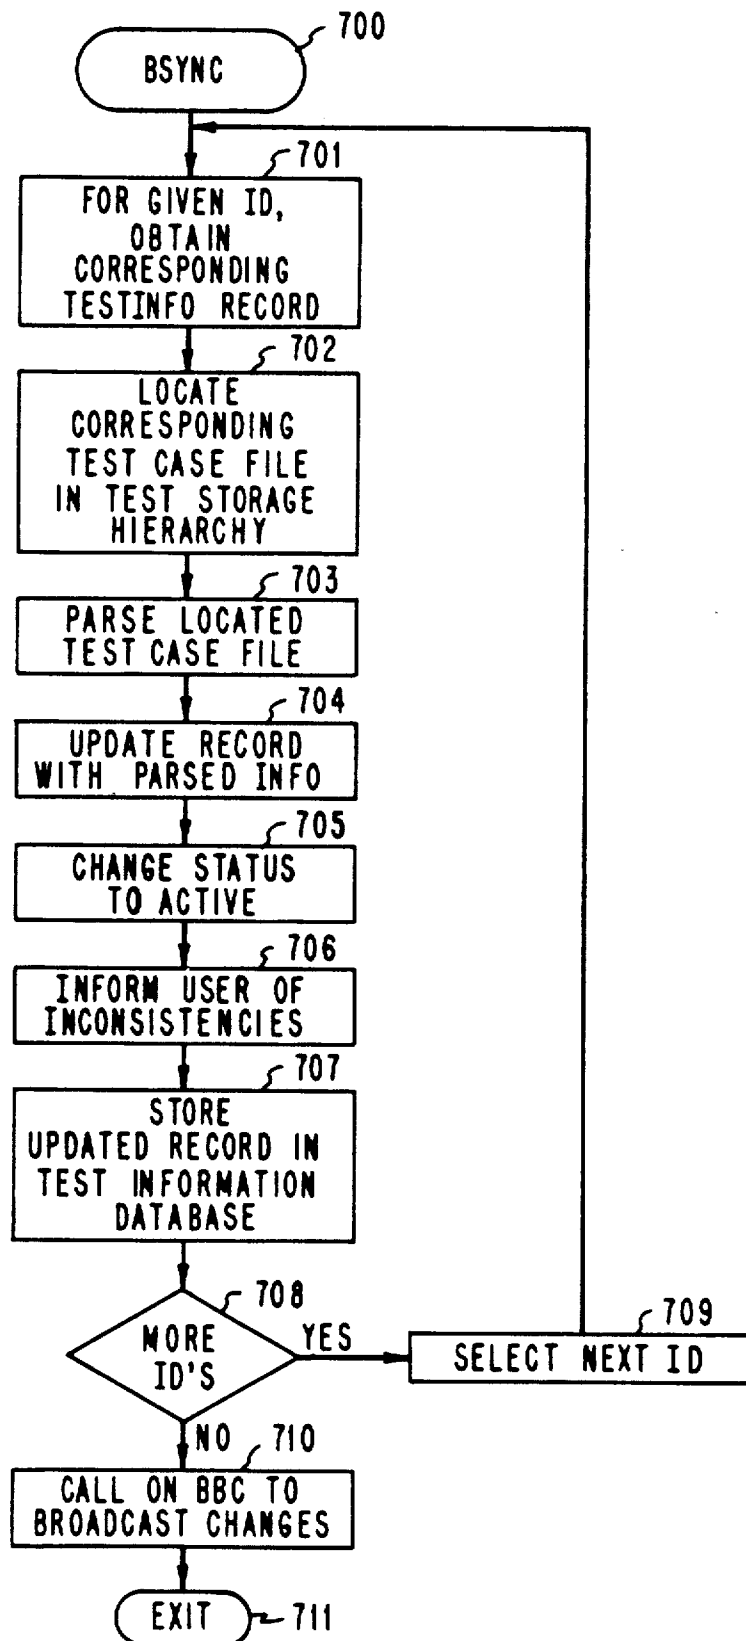 700
BSYNC
701
FOR GIVEN ID,
OBTAIN
CORRESPONDING
TESTINFO RECORD
702
LOCATE
CORRESPONDING
TEST CASE FILE
IN TEST STORAGE
HIERARCHY
703
PARSE LOCATED
TEST CASE FILE
704
UPDATE RECORD
WITH PARSED INFO
705
CHANGE STATUS
TO ACTIVE
706
INFORM USER OF
INCONSISTENCIES
707
STORE
UPDATED RECORD IN
TEST INFORMATION
DATABASE
708
MORE
ID'S
YES
709
SELECT NEXT ID
NO
710
CALL ON BBC TO
BROADCAST CHANGES
EXIT
711